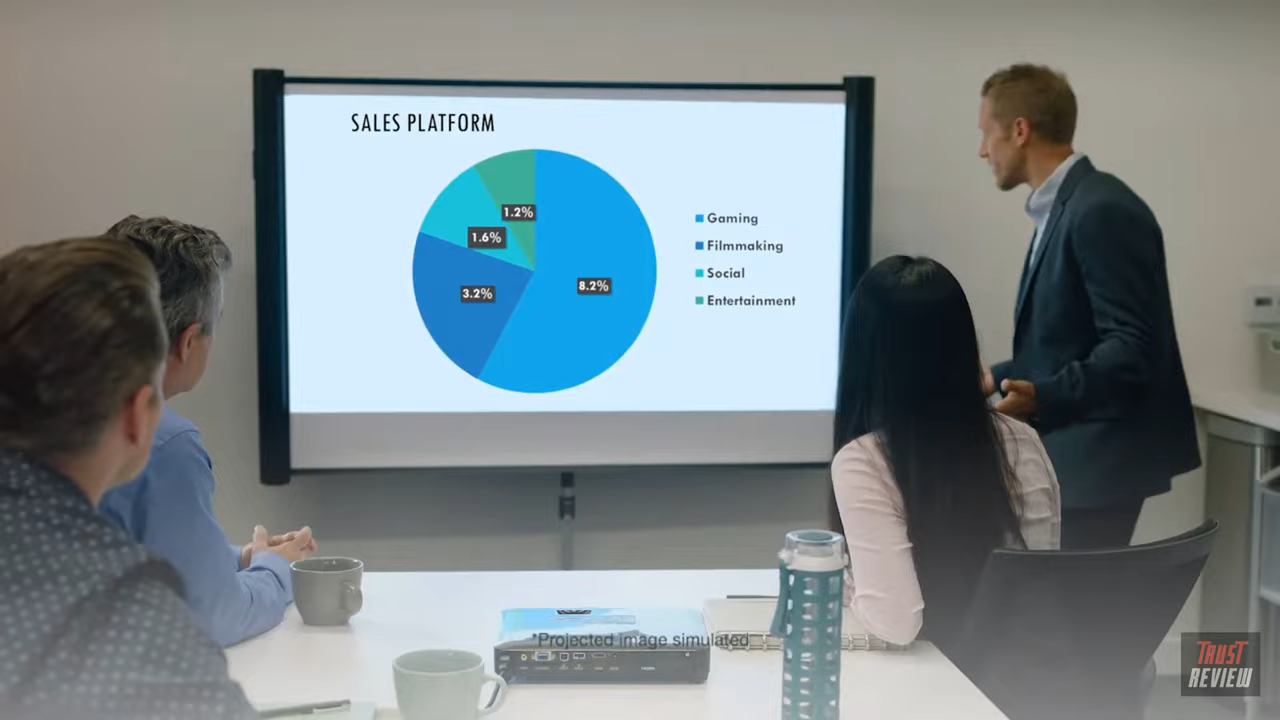 SALES PLATFORM
1.2%
1.6%
3.2%
8.2%
Gaming
Filmmaking
Social
Entertainment
*Projected image simulated
TRUST
REVIEW